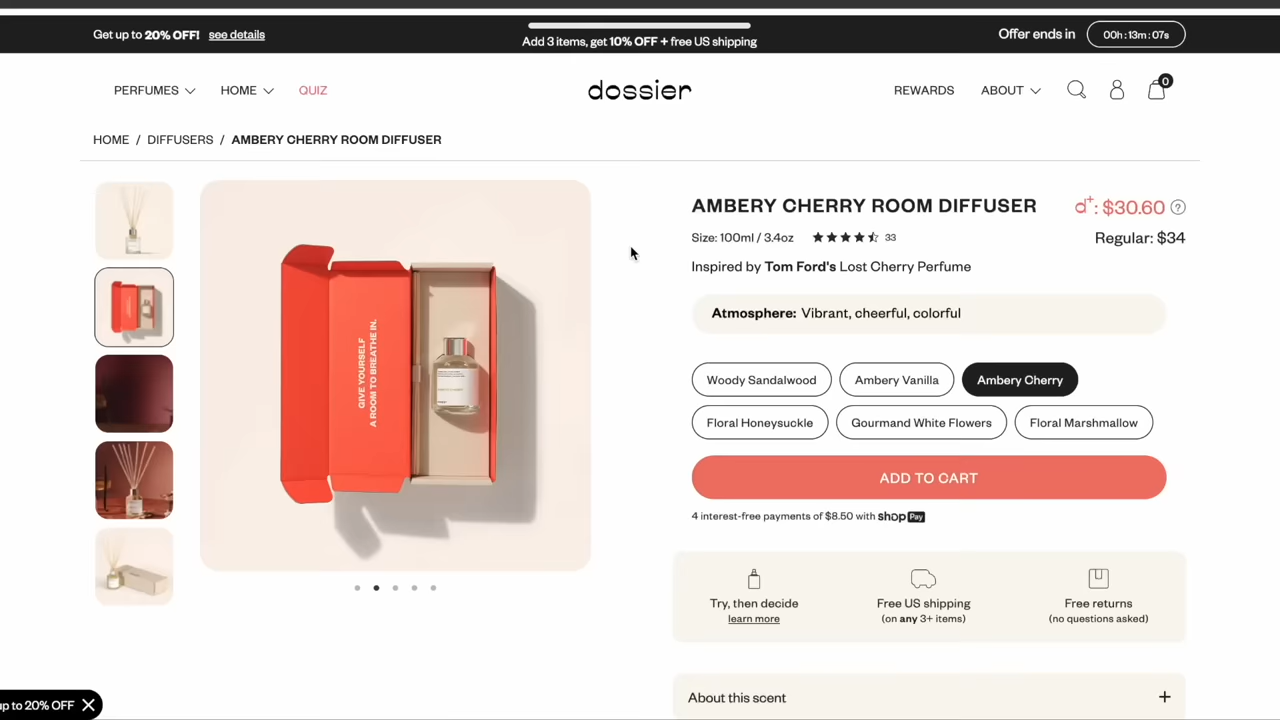 Get up to 20% OFF! see details
Add 3 items, get 10% OFF + free US shipping
Offer ends in 00h : 13m : 07s
PERFUMES HOME QUIZ
dossier
REWARDS ABOUT 0
HOME / DIFFUSERS / AMBERY CHERRY ROOM DIFFUSER
GIVE YOURSELF
A ROOM TO BREATHE IN.
AMBERY CHERRY ROOM DIFFUSER
d+: $30.60 ?
Size: 100ml / 3.4oz 33
Regular: $34
Inspired by Tom Ford's Lost Cherry Perfume
Atmosphere: Vibrant, cheerful, colorful
Woody Sandalwood Ambery Vanilla Ambery Cherry
Floral Honeysuckle Gourmand White Flowers Floral Marshmallow
ADD TO CART
4 interest-free payments of $8.50 with shop Pay
Try, then decide
learn more
Free US shipping
(on any 3+ items)
Free returns
(no questions asked)
About this scent +
up to 20% OFF